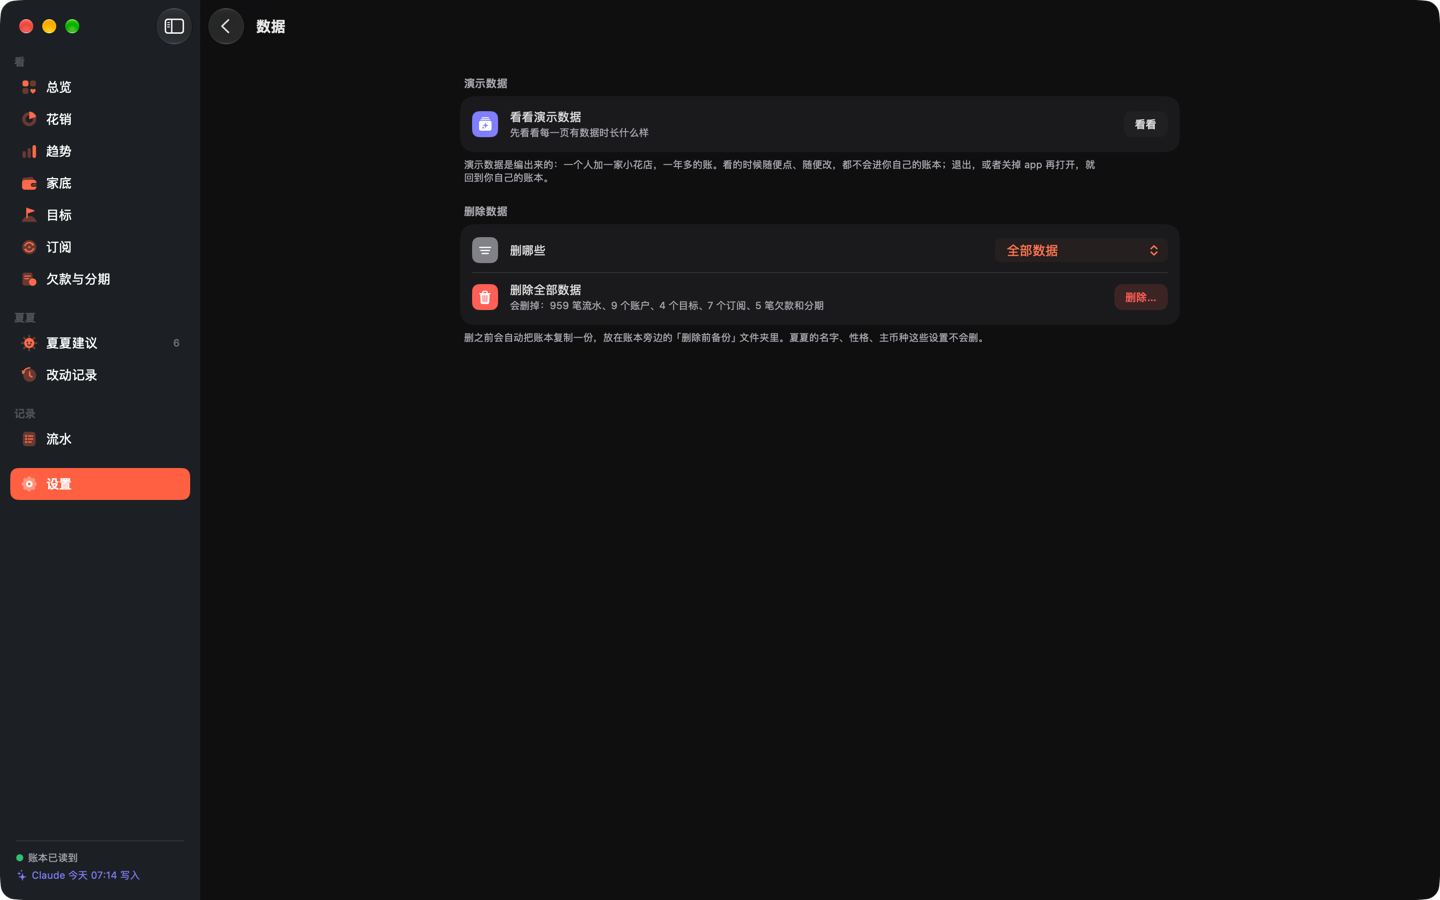 数据
看
总览
花销
趋势
家底
目标
订阅
欠款与分期
夏夏
夏夏建议
6
改动记录
记录
流水
设置
账本已读到
Claude 今天 07:14 写入
演示数据
看看演示数据
先看看每一页有数据时长什么样
看看
演示数据是编出来的：一个人加一家小花店，一年多的账。看的时候随便点、随便改，都不会进你自己的账本；退出，或者关掉 app 再打开，就
回到你自己的账本。
删除数据
删哪些
全部数据
删除全部数据
会删掉：959 笔流水、9 个账户、4 个目标、7 个订阅、5 笔欠款和分期
删除...
删之前会自动把账本复制一份，放在账本旁边的「删除前备份」文件夹里。夏夏的名字、性格、主币种这些设置不会删。